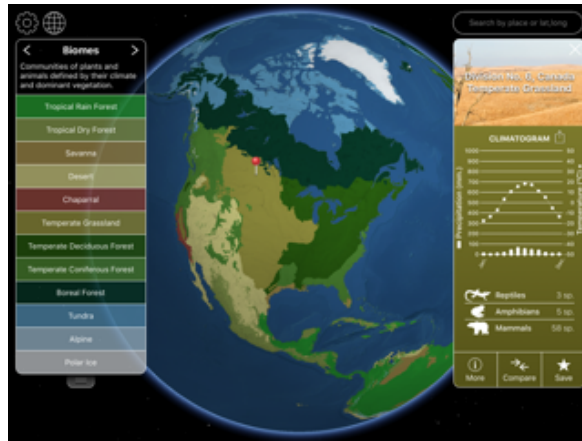 Search by place or lat,long
Biomes
Communities of plants and
animals defined by their climate
and dominant vegetation.
Tropical Rain Forest
Tropical Dry Forest
Savanna
Desert
Chaparral
Temperate Grassland
Temperate Deciduous Forest
Temperate Coniferous Forest
Boreal Forest
Tundra
Alpine
Polar Ice
Division No. 6, Canada
Temperate Grassland
CLIMATOGRAM
Precipitation (mm.)
1000
900
800
700
600
500
400
300
200
100
00
50
40
30
20
10
0
-10
-20
-30
-40
-50
Reptiles 3 sp.
Amphibians 5 sp.
Mammals 56 sp.
More Compare Save